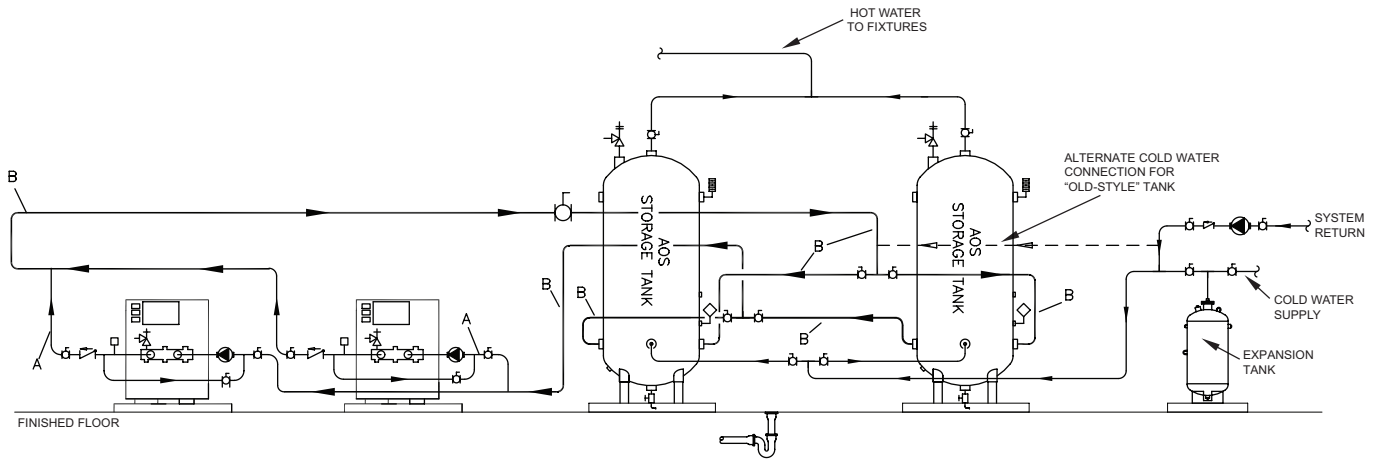 HOT WATER
TO FIXTURES
ALTERNATE COLD WATER
CONNECTION FOR
“OLD-STYLE” TANK
B
AOS
STORAGE TANK
AOS
STORAGE TANK
SYSTEM
RETURN
B
B
B
B
B
B
COLD WATER
SUPPLY
A
A
EXPANSION
TANK
FINISHED FLOOR